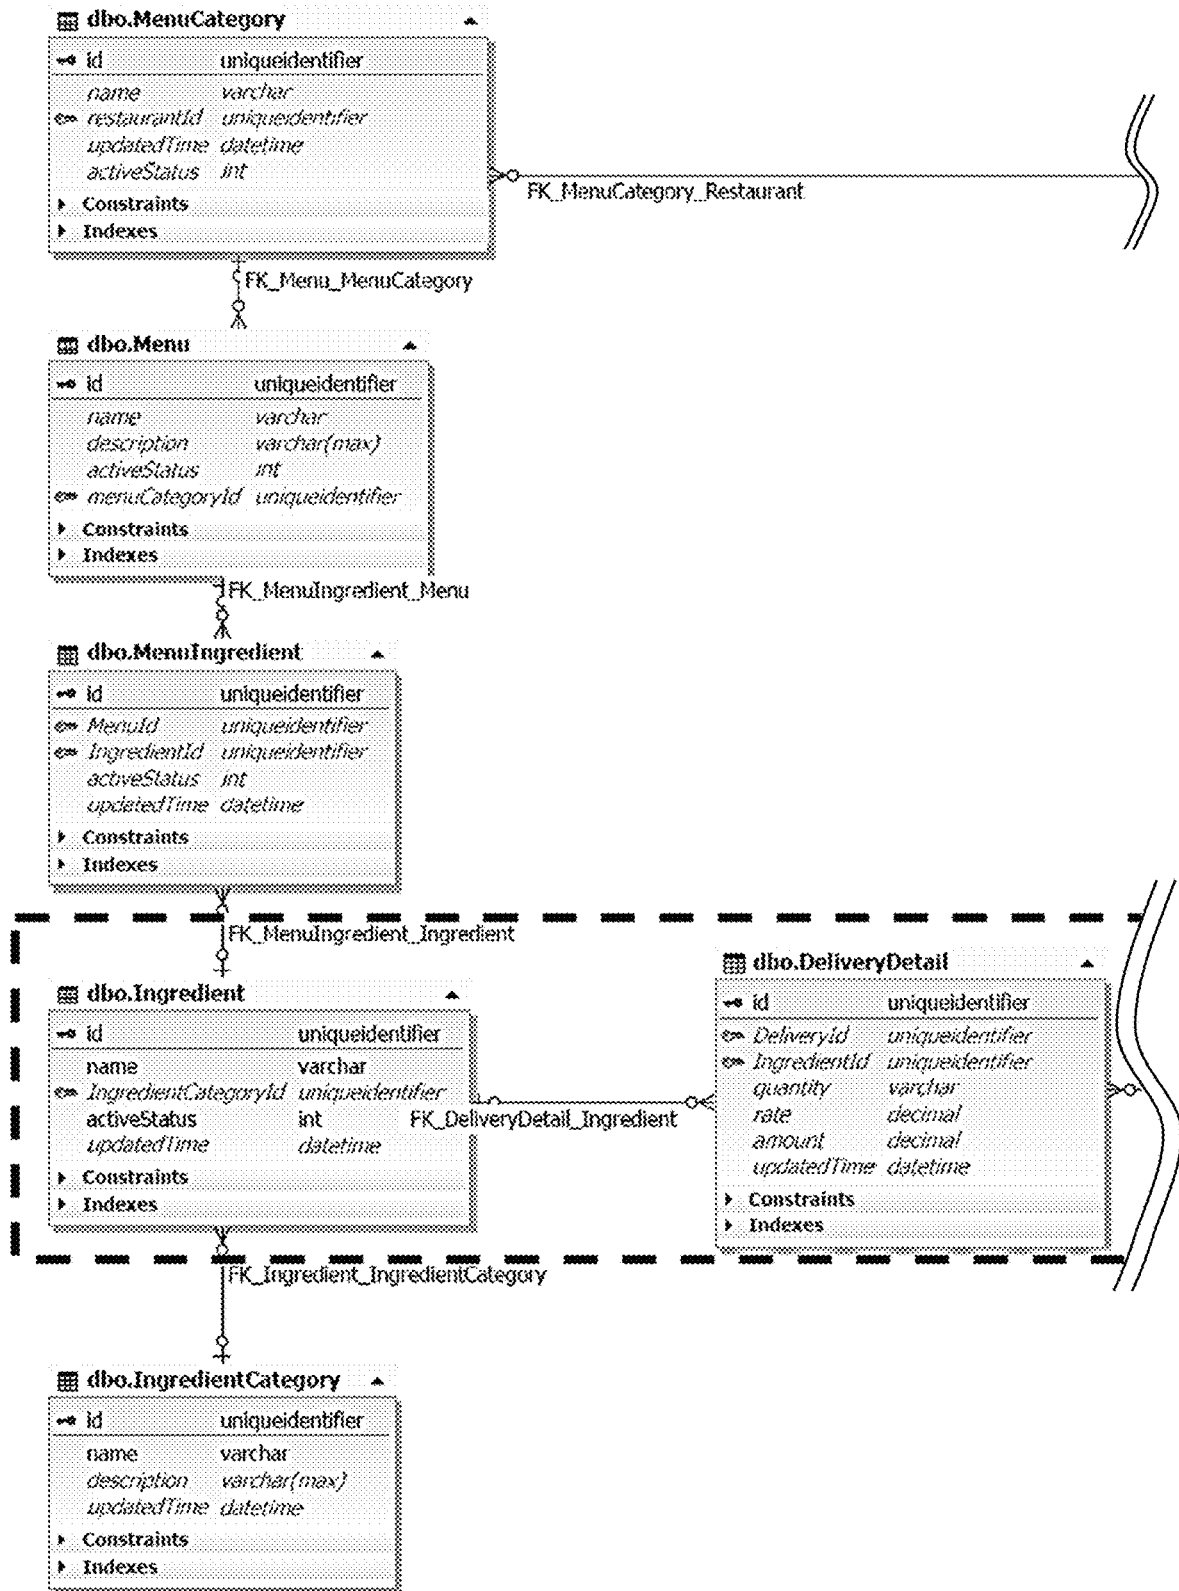 dbo.MenuCategory
id uniqueidentifier
name varchar
restaurantId uniqueidentifier
updatedTime datetime
activeStatus int
Constraints
Indexes
FK_MenuCategory_Restaurant
FK_Menu_MenuCategory
dbo.Menu
id uniqueidentifier
name varchar
description varchar(max)
activeStatus int
menuCategoryId uniqueidentifier
Constraints
Indexes
FK_MenuIngredient_Menu
dbo.MenuIngredient
id uniqueidentifier
MenuId uniqueidentifier
IngredientId uniqueidentifier
activeStatus int
updatedTime datetime
Constraints
Indexes
FK_MenuIngredient_Ingredient
dbo.Ingredient
id uniqueidentifier
name varchar
IngredientCategoryId uniqueidentifier
activeStatus int
updatedTime datetime
Constraints
Indexes
FK_DeliveryDetail_Ingredient
dbo.DeliveryDetail
id uniqueidentifier
DeliveryId uniqueidentifier
IngredientId uniqueidentifier
quantity varchar
rate decimal
amount decimal
updatedTime datetime
Constraints
Indexes
FK_Ingredient_IngredientCategory
dbo.IngredientCategory
id uniqueidentifier
name varchar
description varchar(max)
updatedTime datetime
Constraints
Indexes